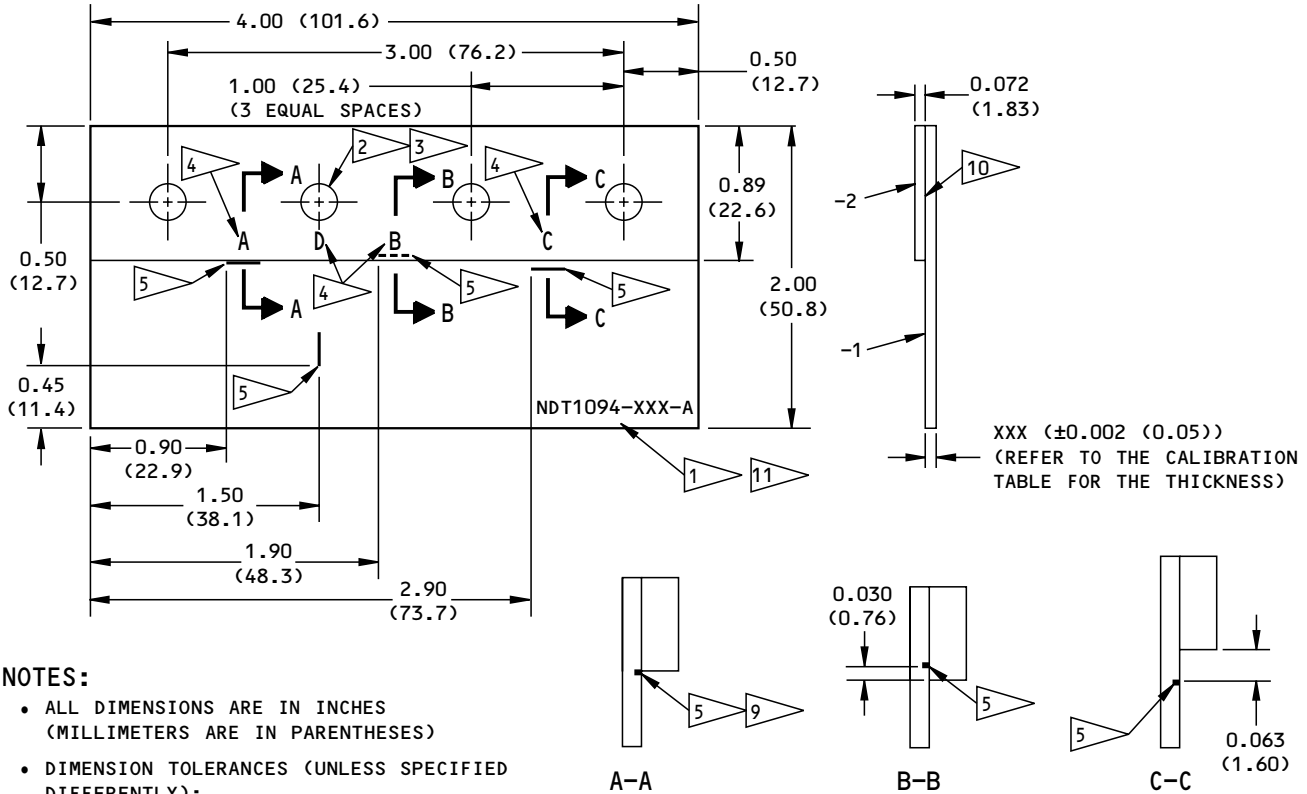 4.00 (101.6)
3.00 (76.2)
0.50
(12.7)
1.00 (25.4)
(3 EQUAL SPACES)
0.072
(1.83)
2
3
4
A
B
4
C
10
0.89
(22.6)
-2
A
D
B
C
0.50
(12.7)
5
4
5
5
2.00
(50.8)
A
B
C
-1
0.45
(11.4)
5
NDT1094-XXX-A
XXX (±0.002 (0.05))
(REFER TO THE CALIBRATION
TABLE FOR THE THICKNESS)
0.90
(22.9)
1
11
1.50
(38.1)
1.90
(48.3)
2.90
(73.7)
0.030
(0.76)
5
9
5
5
0.063
(1.60)
A-A
B-B
C-C
NOTES:
• ALL DIMENSIONS ARE IN INCHES
(MILLIMETERS ARE IN PARENTHESES)
• DIMENSION TOLERANCES (UNLESS SPECIFIED
DIFFERENTLY):